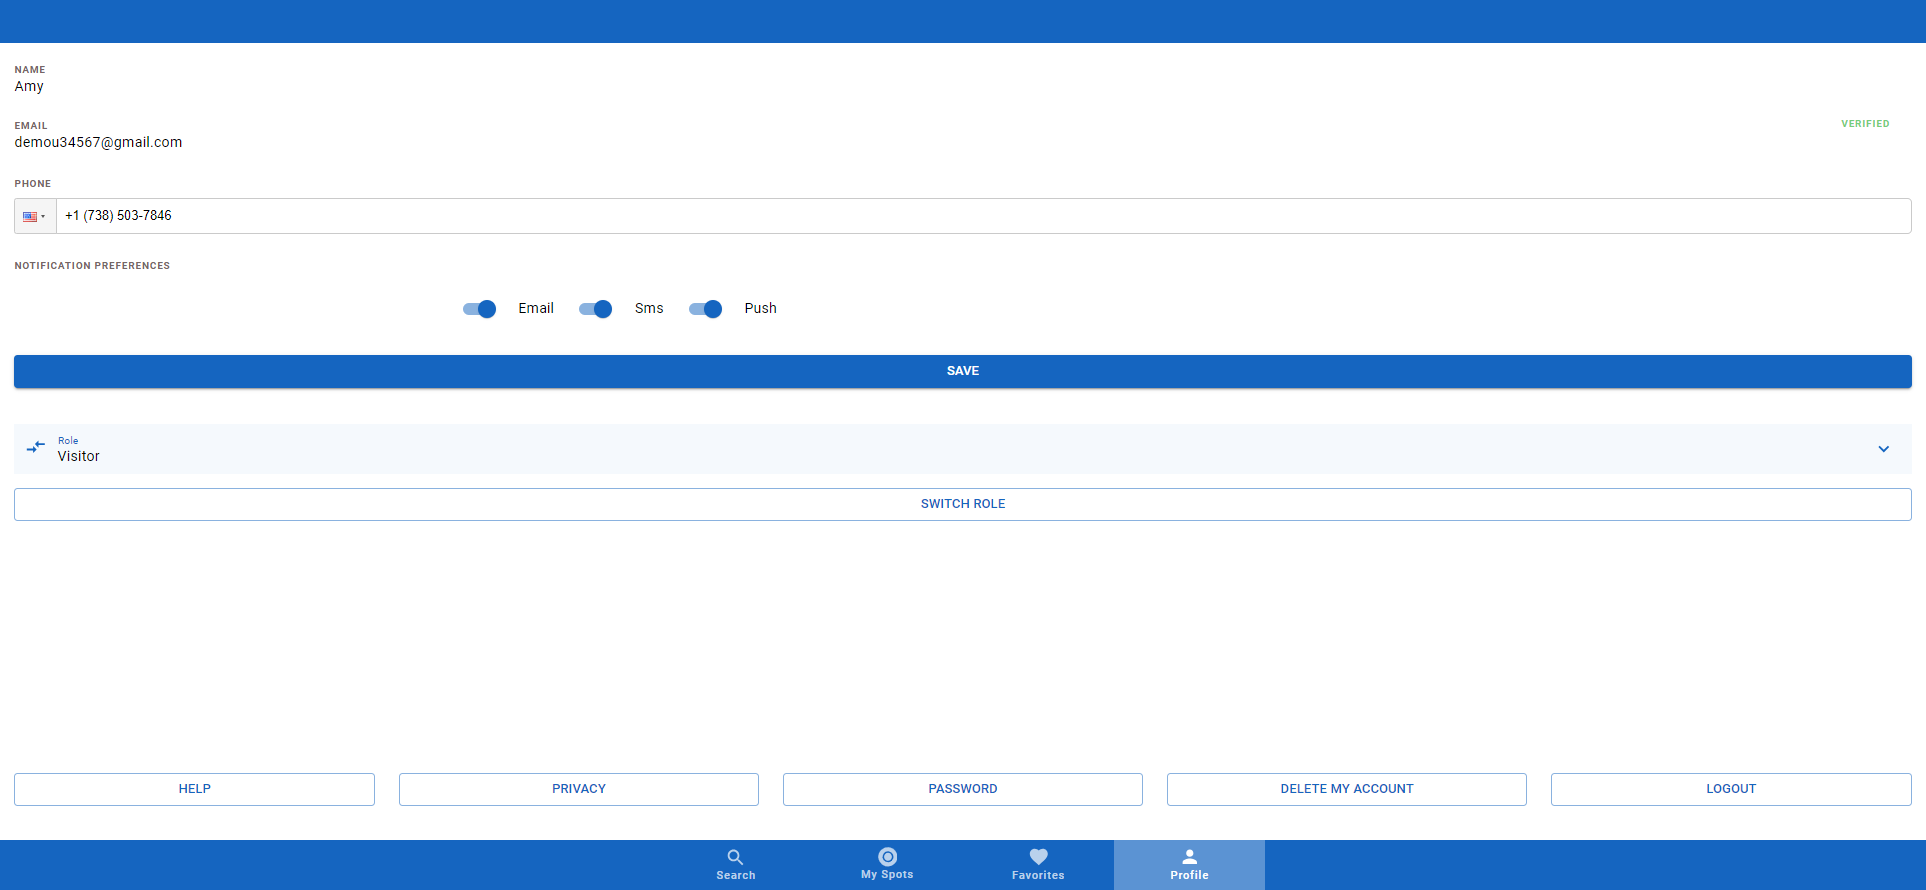 NAME
Amy
EMAIL
VERIFIED
demou34567@gmail.com
PHONE
+1 (738) 503-7846
NOTIFICATION PREFERENCES
Email Sms Push
SAVE
Role
Visitor
SWITCH ROLE
HELP PRIVACY PASSWORD DELETE MY ACCOUNT LOGOUT
Search My Spots Favorites Profile